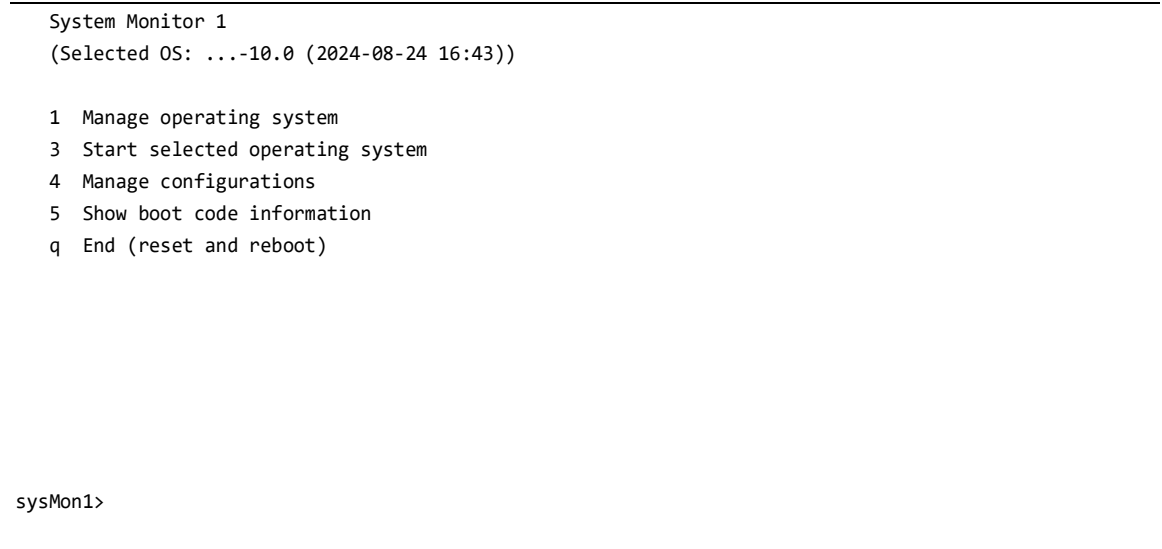 System Monitor 1
(Selected OS: ...-10.0 (2024-08-24 16:43))
1  Manage operating system
3  Start selected operating system
4  Manage configurations
5  Show boot code information
q  End (reset and reboot)
sysMon1>